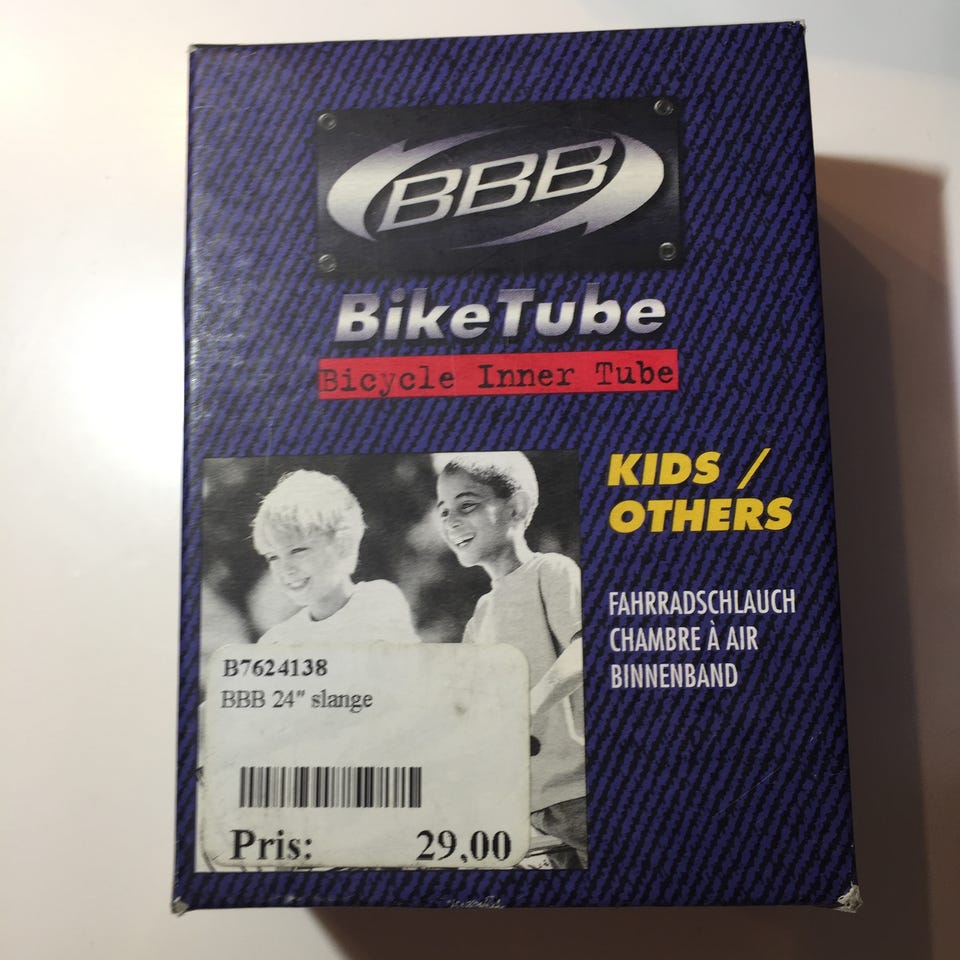 BBB
BikeTube
Bicycle Inner Tube
KIDS /
OTHERS
FAHRRADSCHLAUCH
CHAMBRE À AIR
BINNENBAND
B7624138
BBB 24" slange
Pris: 29,00